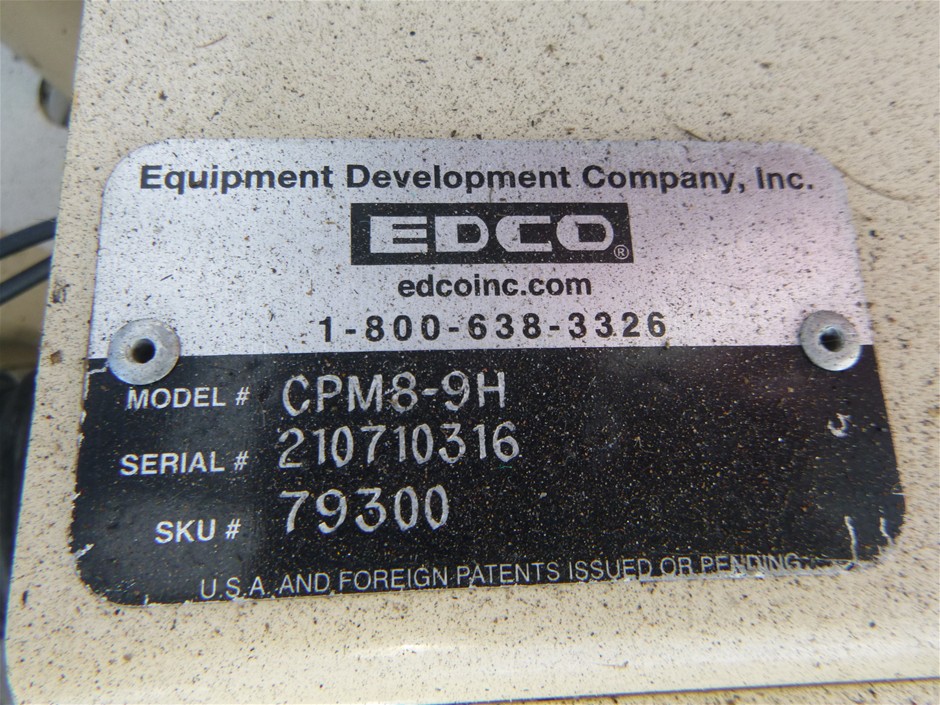 Equipment Development Company, Inc.
EDCO®
edcoinc.com
1-800-638-3326
MODEL # CPM8-9H
SERIAL # 210710316
SKU # 79300
U.S.A. AND FOREIGN PATENTS ISSUED OR PENDING